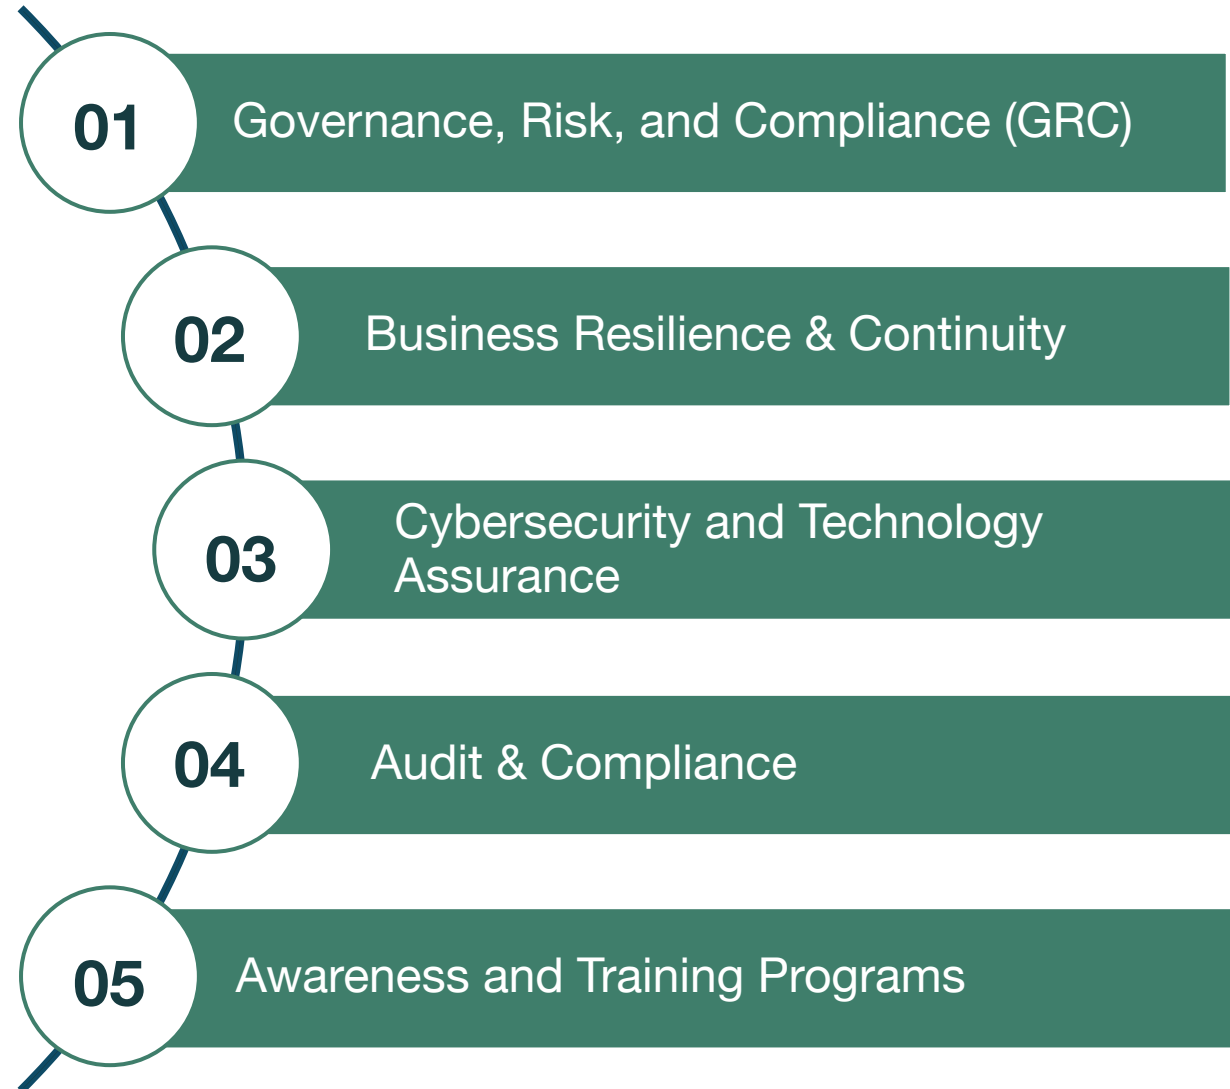 01
Governance, Risk, and Compliance (GRC)
02
Business Resilience & Continuity
03
Cybersecurity and Technology
Assurance
04
Audit & Compliance
05
Awareness and Training Programs